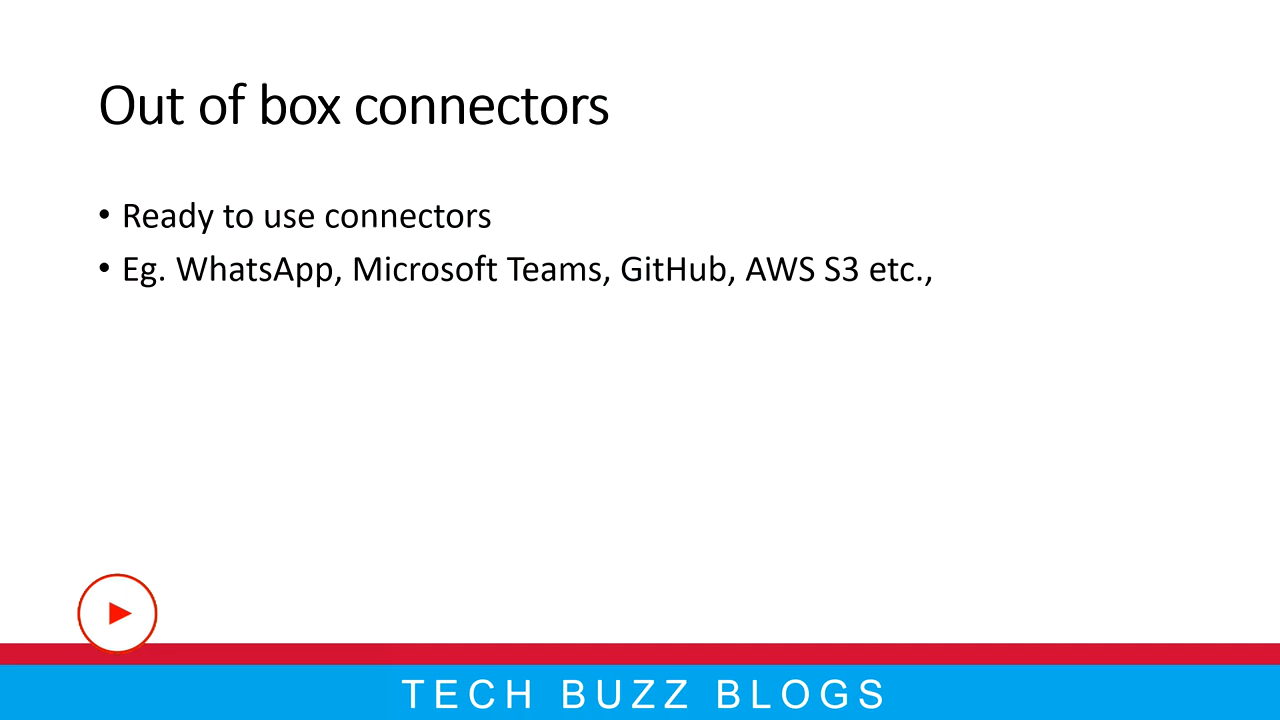 Out of box connectors
• Ready to use connectors
• Eg. WhatsApp, Microsoft Teams, GitHub, AWS S3 etc.,
TECH BUZZ BLOGS